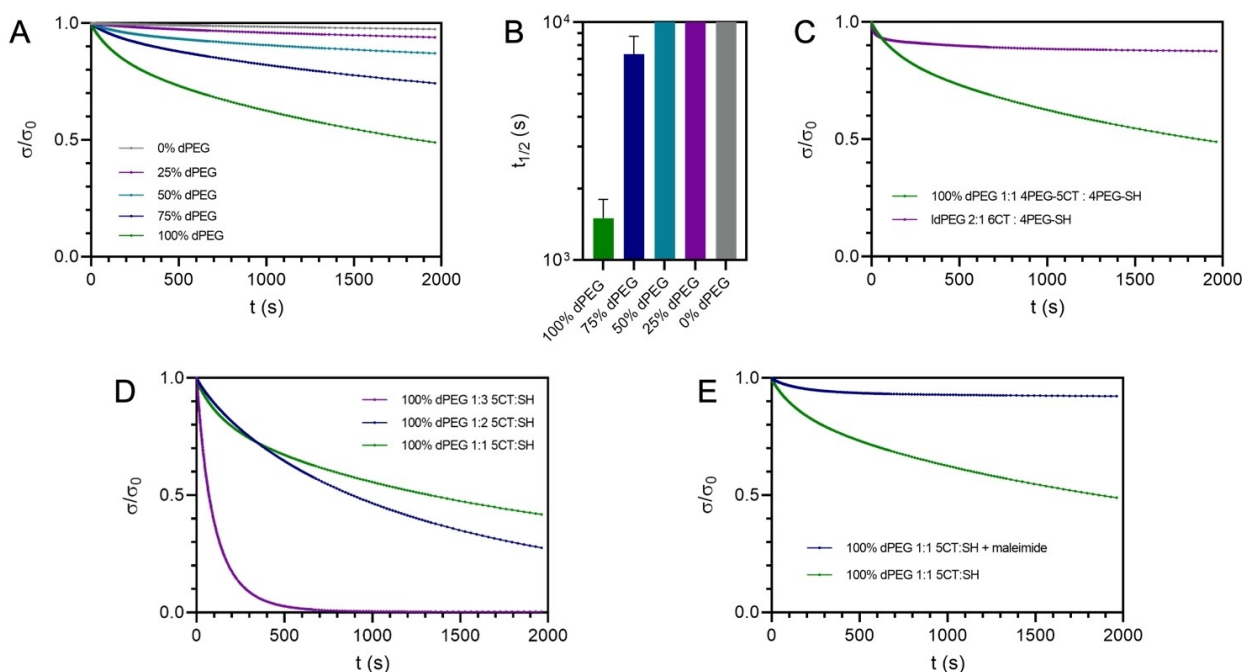 A
σ/σ0
1.0
0.5
0.0
0% dPEG
25% dPEG
50% dPEG
75% dPEG
100% dPEG
0 500 1000 1500 2000
t (s)
B
t1/2 (s)
10^4
10^3
100% dPEG
75% dPEG
50% dPEG
25% dPEG
0% dPEG
C
σ/σ0
1.0
0.5
0.0
100% dPEG 1:1 4PEG-5CT : 4PEG-SH
ldPEG 2:1 6CT : 4PEG-SH
0 500 1000 1500 2000
t (s)
D
σ/σ0
1.0
0.5
0.0
100% dPEG 1:3 5CT:SH
100% dPEG 1:2 5CT:SH
100% dPEG 1:1 5CT:SH
0 500 1000 1500 2000
t (s)
E
σ/σ0
1.0
0.5
0.0
100% dPEG 1:1 5CT:SH + maleimide
100% dPEG 1:1 5CT:SH
0 500 1000 1500 2000
t (s)